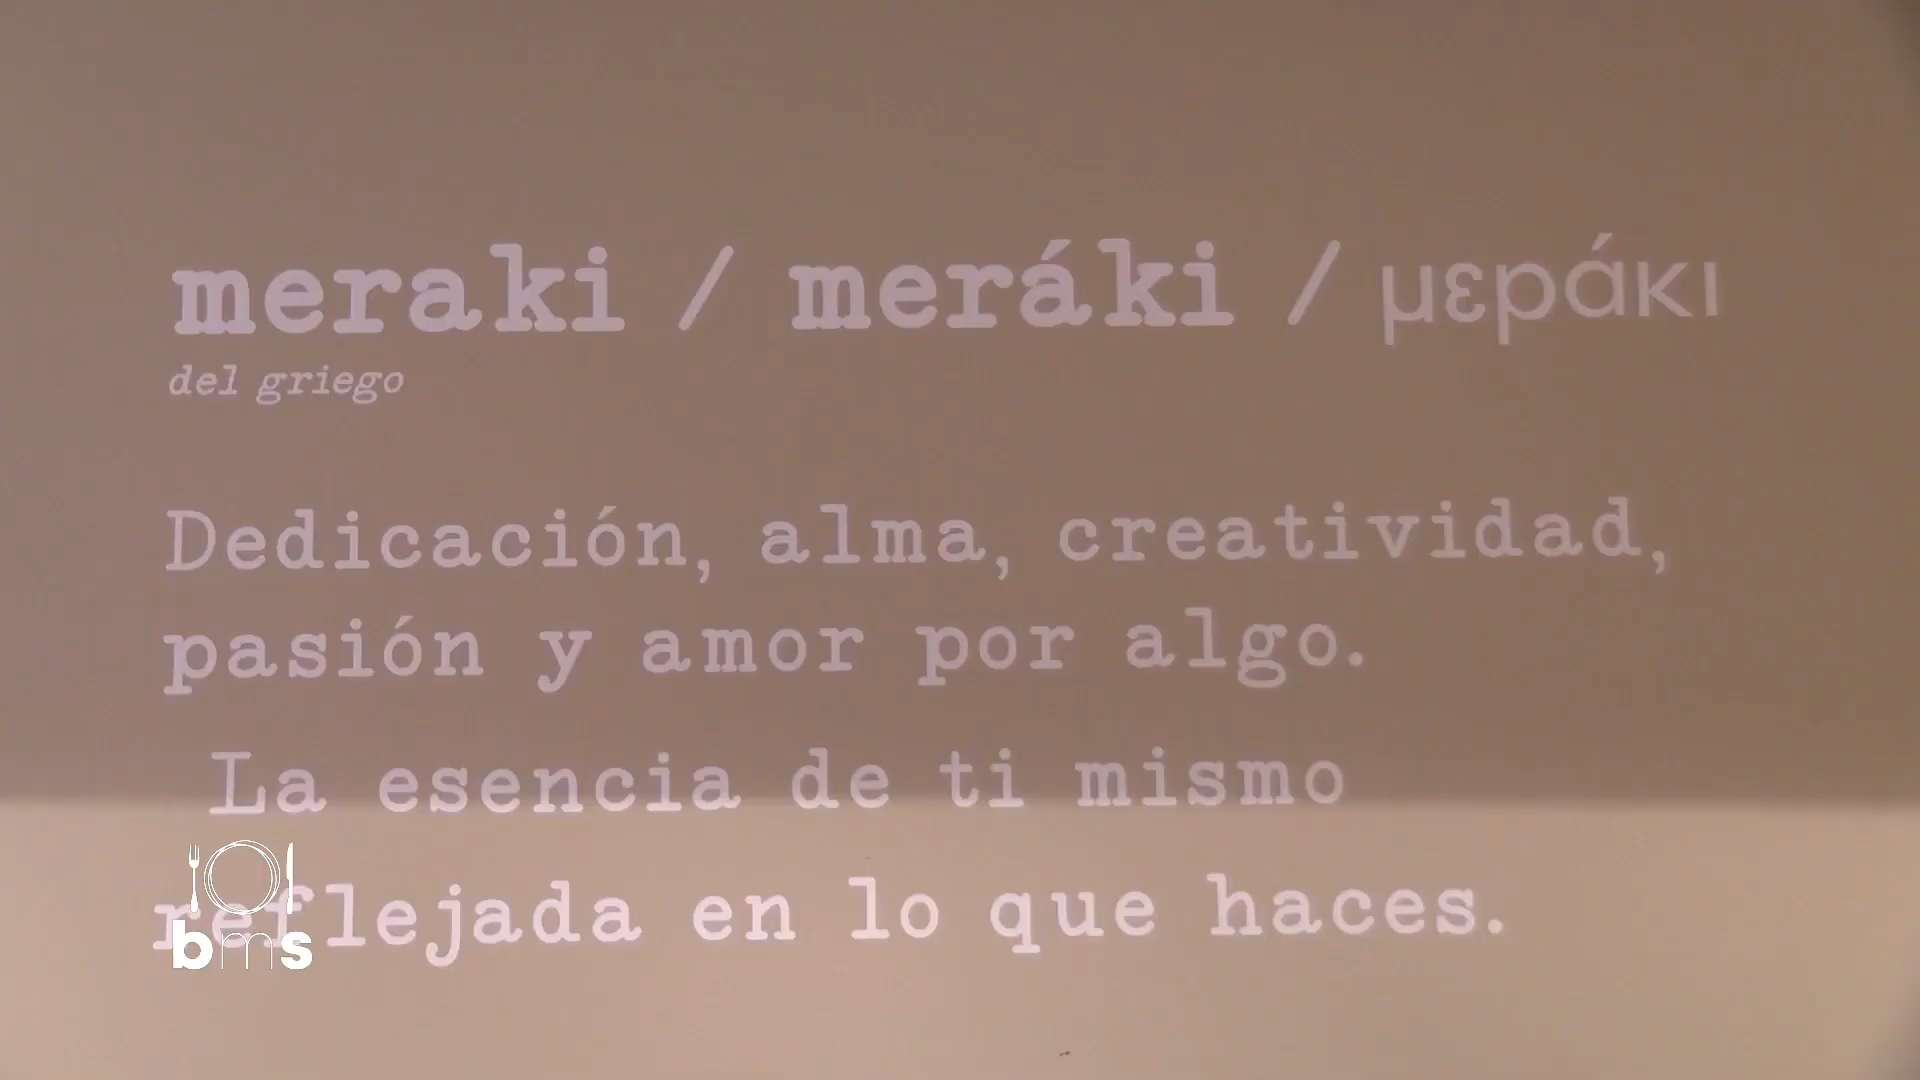 meraki / meráki / μεράκι
del griego
Dedicación, alma, creatividad,
pasión y amor por algo.
La esencia de ti mismo
reflejada en lo que haces.
bms